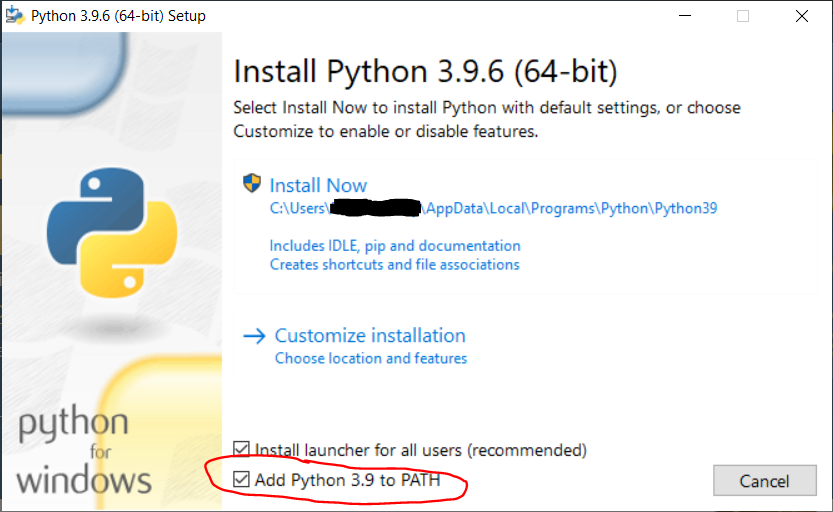 Python 3.9.6 (64-bit) Setup
Install Python 3.9.6 (64-bit)
Select Install Now to install Python with default settings, or choose
Customize to enable or disable features.
Install Now
C:\Users\ \AppData\Local\Programs\Python\Python39
Includes IDLE, pip and documentation
Creates shortcuts and file associations
Customize installation
Choose location and features
python
for
windows
Install launcher for all users (recommended)
Add Python 3.9 to PATH
Cancel